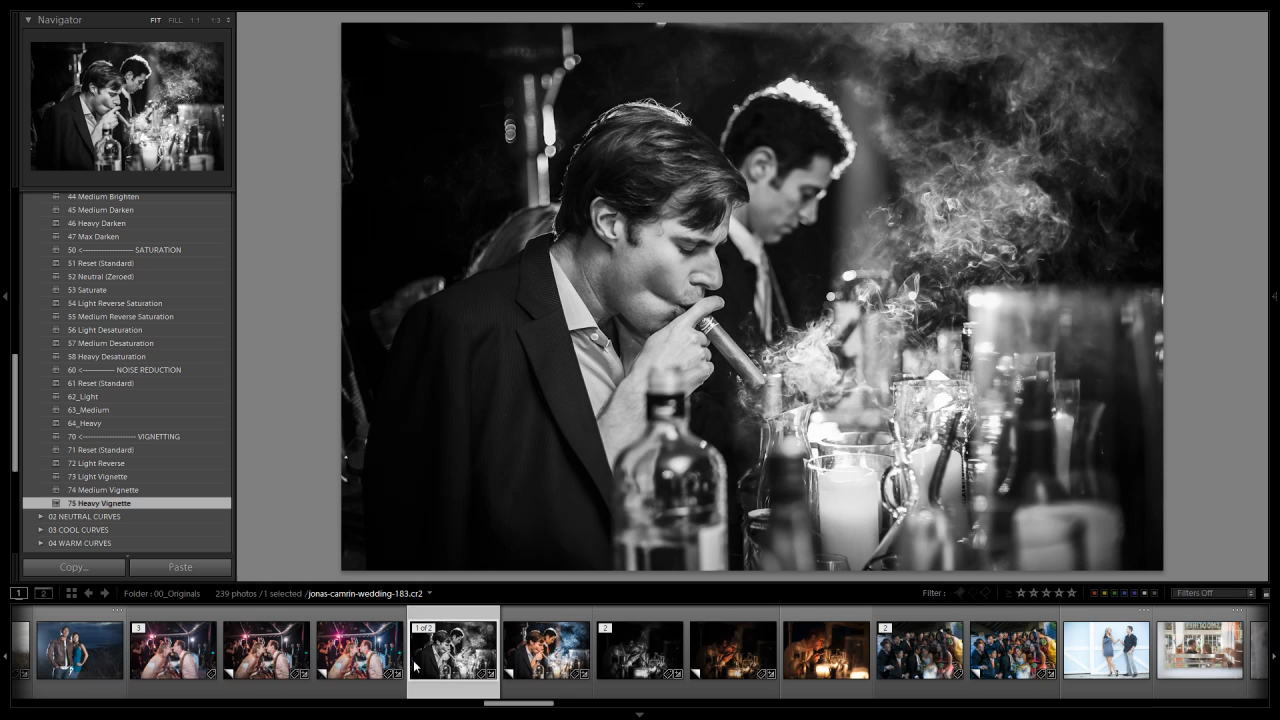 Navigator FIT FILL 1:1 1:3
44 Medium Brighten
45 Medium Darken
46 Heavy Darken
47 Max Darken
50 <-------------------- SATURATION
51 Reset (Standard)
52 Neutral (Zeroed)
53 Saturate
54 Light Reverse Saturation
55 Medium Reverse Saturation
56 Light Desaturation
57 Medium Desaturation
58 Heavy Desaturation
60 <------------ NOISE REDUCTION
61 Reset (Standard)
62_Light
63_Medium
64_Heavy
70 <-------------------- VIGNETTING
71 Reset (Standard)
72 Light Reverse
73 Light Vignette
74 Medium Vignette
75 Heavy Vignette
02 NEUTRAL CURVES
03 COOL CURVES
04 WARM CURVES
Copy... Paste
1 2 Folder : 00_Originals 239 photos /1 selected /jonas-camrin-wedding-183.cr2 Filter : Filters Off
3 1 of 2 2 2